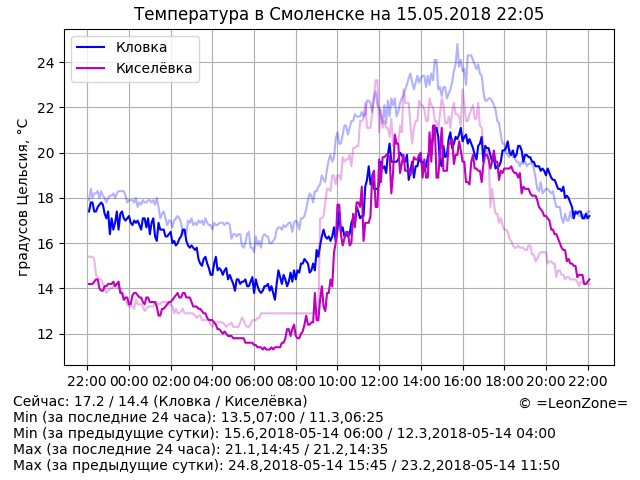 Температура в Смоленске на 15.05.2018 22:05
Кловка
Киселёвка
градусов Цельсия, °C
24
22
20
18
16
14
12
22:00 00:00 02:00 04:00 06:00 08:00 10:00 12:00 14:00 16:00 18:00 20:00 22:00
Сейчас: 17.2 / 14.4 (Кловка / Киселёвка)
© =LeonZone=
Min (за последние 24 часа): 13.5,07:00 / 11.3,06:25
Min (за предыдущие сутки): 15.6,2018-05-14 06:00 / 12.3,2018-05-14 04:00
Max (за последние 24 часа): 21.1,14:45 / 21.2,14:35
Max (за предыдущие сутки): 24.8,2018-05-14 15:45 / 23.2,2018-05-14 11:50